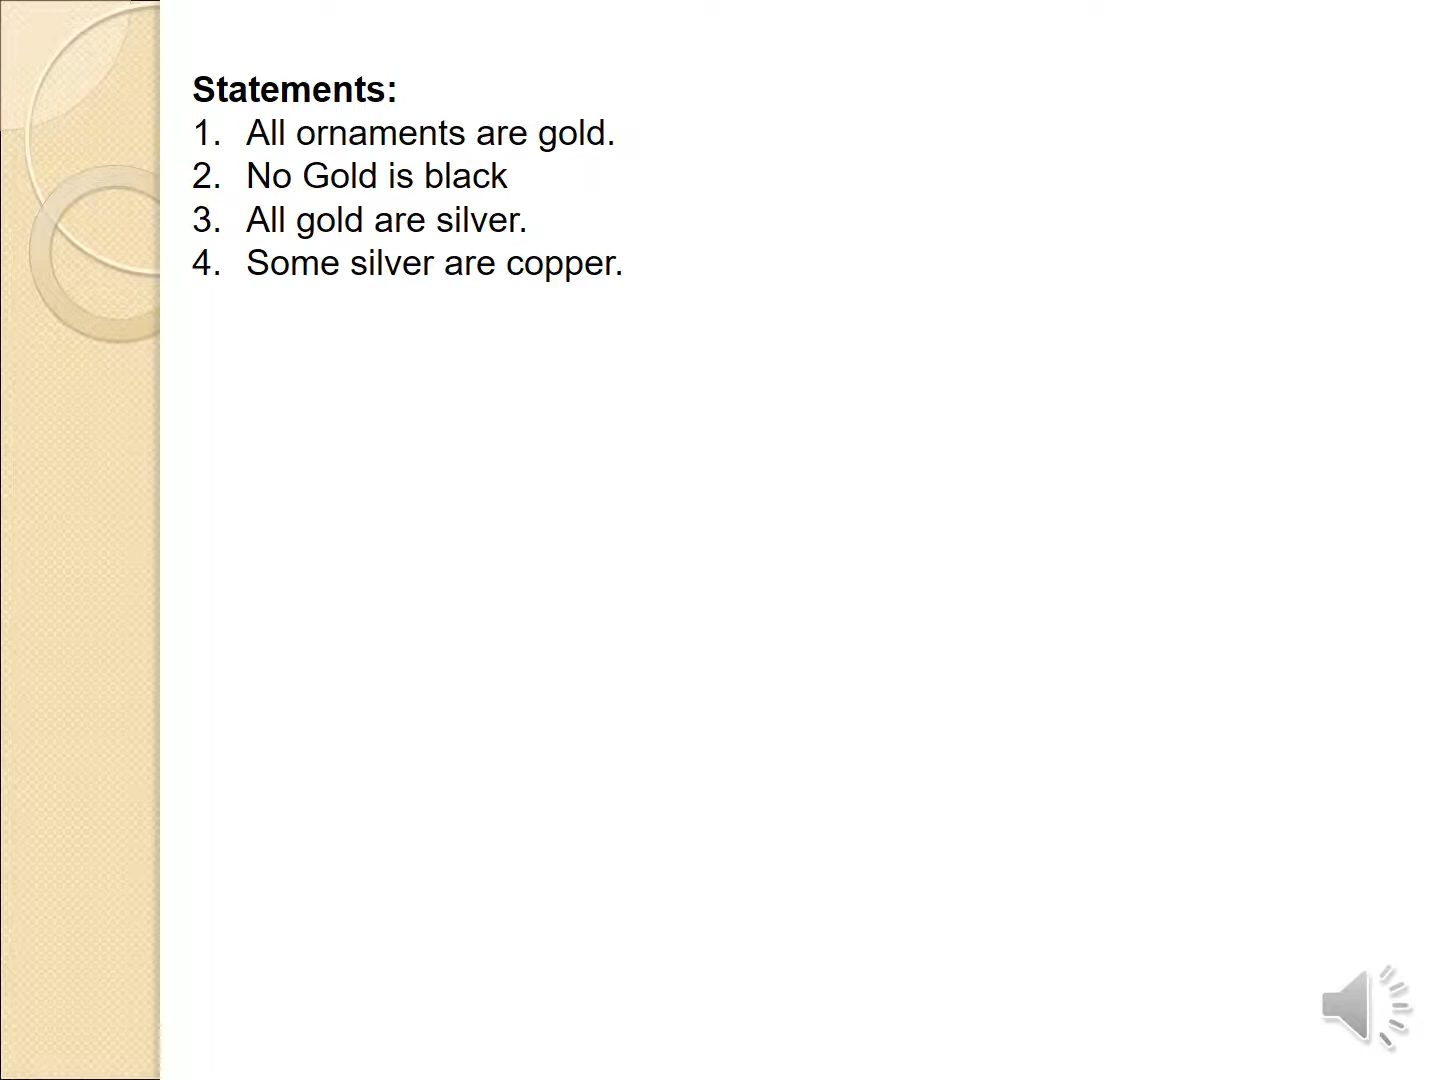 Statements:
1. All ornaments are gold.
2. No Gold is black
3. All gold are silver.
4. Some silver are copper.